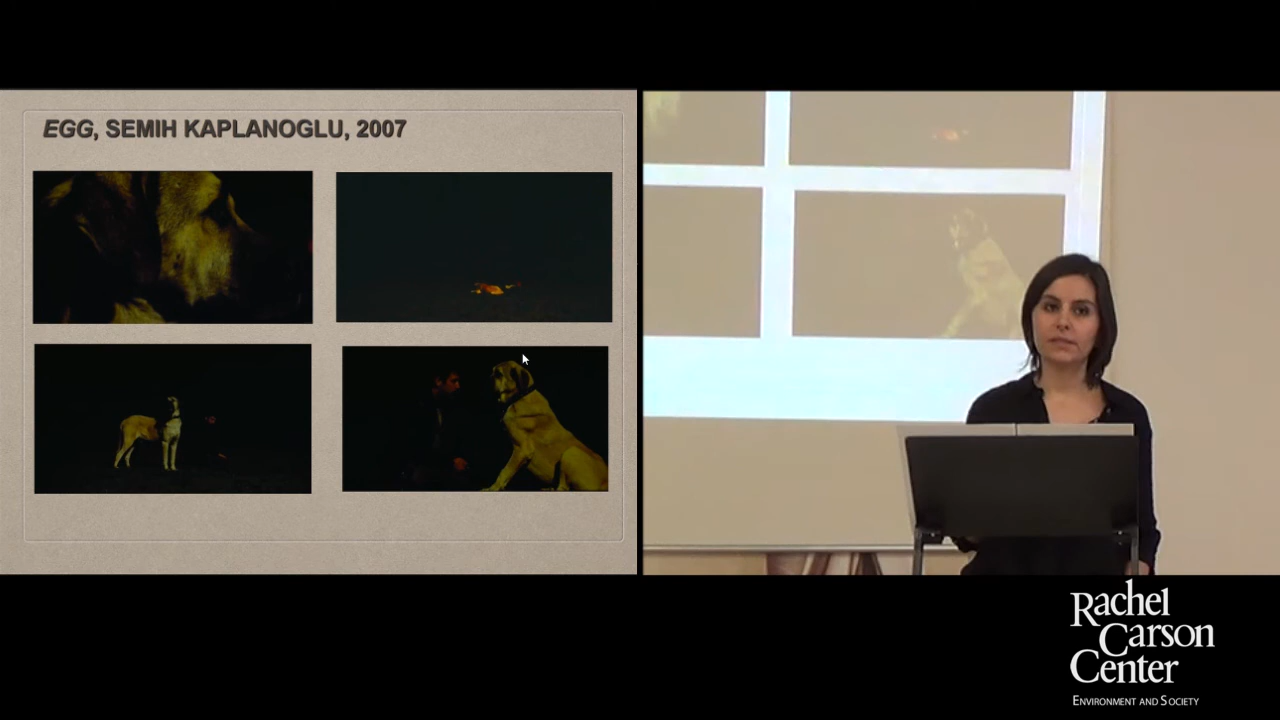 EGG, SEMIH KAPLANOGLU, 2007
Rachel
Carson
Center
ENVIRONMENT AND SOCIETY